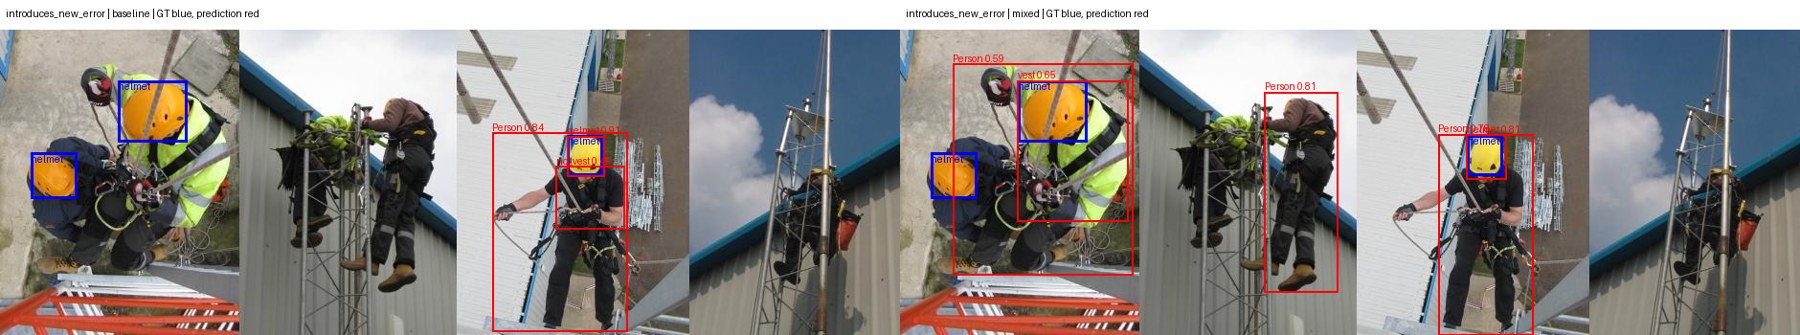 introduces_new_error | baseline | GT blue, prediction red
introduces_new_error | mixed | GT blue, prediction red
helmet
helmet
Person 0.84
helmet
Person 0.59
vest 0.65
helmet
helmet
Person 0.81
helmet